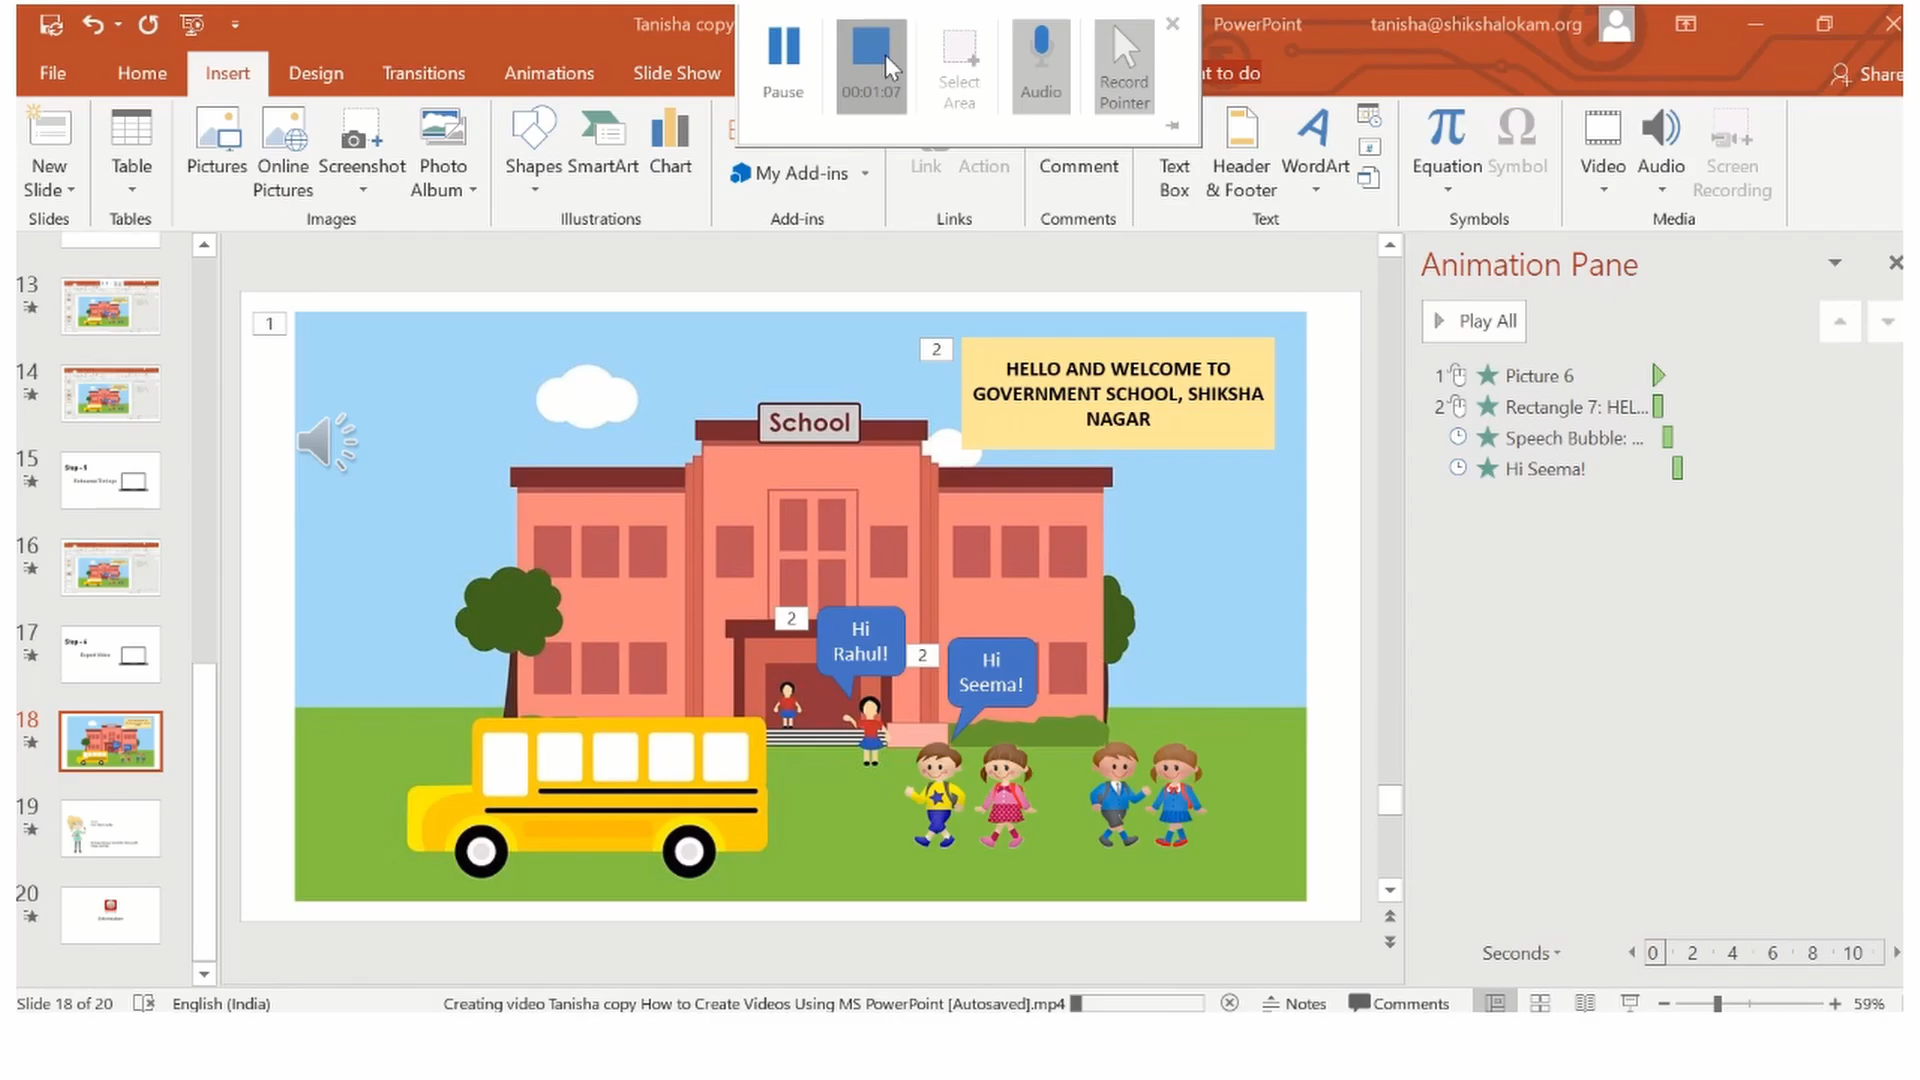 Tanisha copy
PowerPoint
tanisha@shikshalokam.org
File
Home
Insert
Design
Transitions
Animations
Slide Show
nt to do
Share
Pause
00:01:07
Select
Area
Audio
Record
Pointer
New
Slide
Table
Pictures
Online
Pictures
Screenshot
Photo
Album
Shapes
SmartArt
Chart
My Add-ins
Link
Action
Comment
Text
Box
Header
& Footer
WordArt
Equation
Symbol
Video
Audio
Screen
Recording
Slides
Tables
Images
Illustrations
Add-ins
Links
Comments
Text
Symbols
Media
13
14
15
16
17
18
19
20
1
2
HELLO AND WELCOME TO
GOVERNMENT SCHOOL, SHIKSHA
NAGAR
School
2
Hi
Rahul!
2
Hi
Seema!
Animation Pane
Play All
1 Picture 6
2 Rectangle 7: HEL...
Speech Bubble: ...
Hi Seema!
Seconds
0 2 4 6 8 10
Slide 18 of 20
English (India)
Creating video Tanisha copy How to Create Videos Using MS PowerPoint [Autosaved].mp4
Notes
Comments
59%